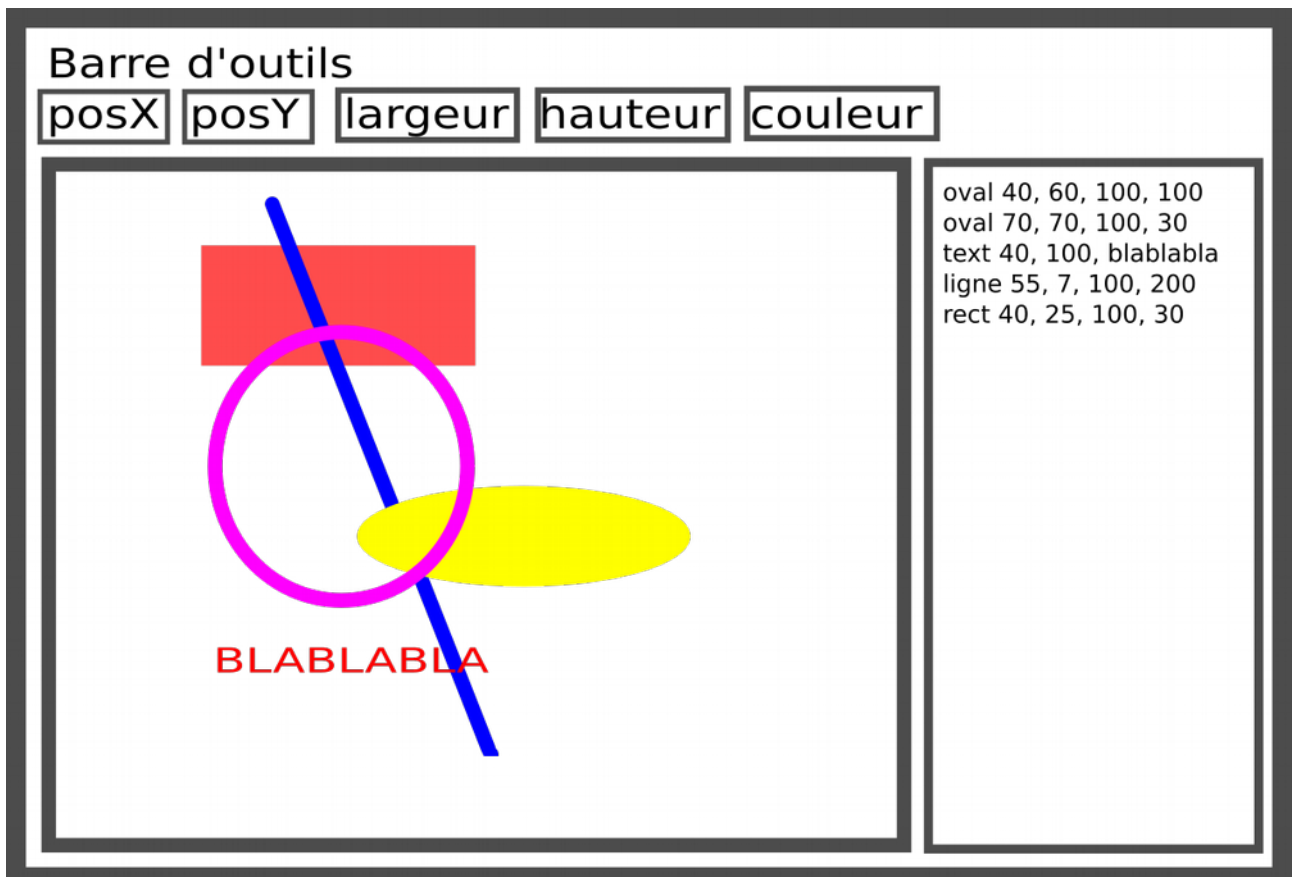 Barre d'outils
posX posY largeur hauteur couleur
oval 40, 60, 100, 100
oval 70, 70, 100, 30
text 40, 100, blablabla
ligne 55, 7, 100, 200
rect 40, 25, 100, 30
BLABLABLA